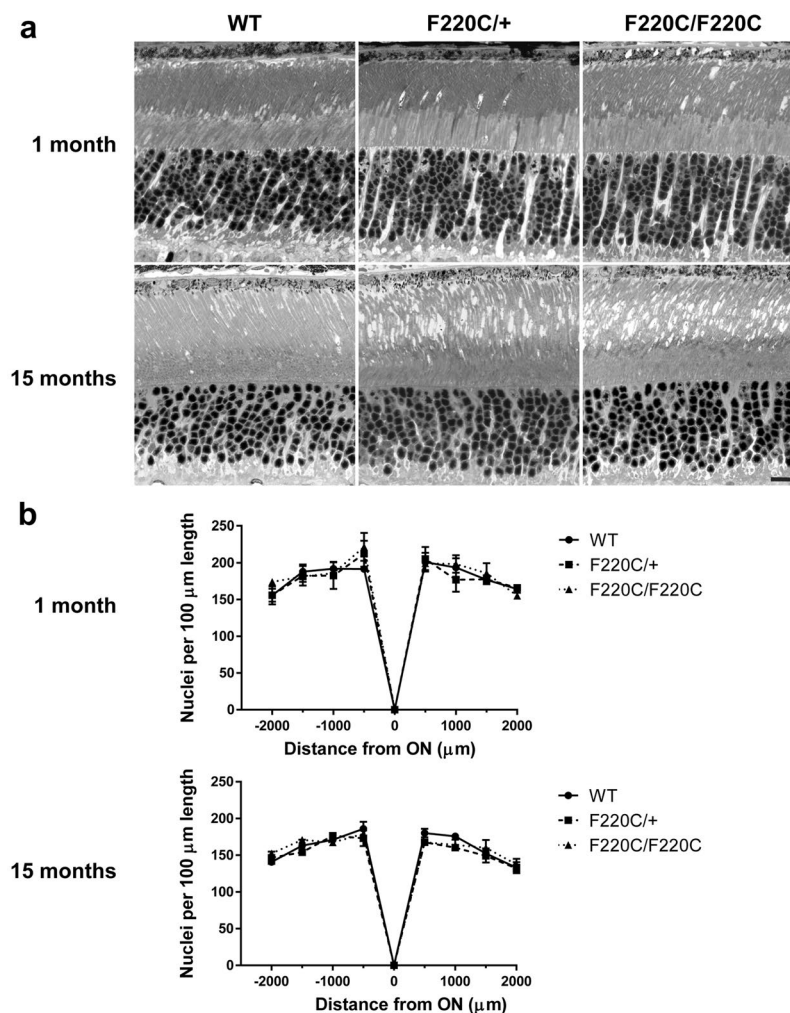 a
WT F220C/+ F220C/F220C
1 month
15 months
b
1 month
Nuclei per 100 μm length
250
200
150
100
50
0
-2000 -1000 0 1000 2000
Distance from ON (μm)
WT
F220C/+
F220C/F220C
15 months
Nuclei per 100 μm length
250
200
150
100
50
0
-2000 -1000 0 1000 2000
Distance from ON (μm)
WT
F220C/+
F220C/F220C